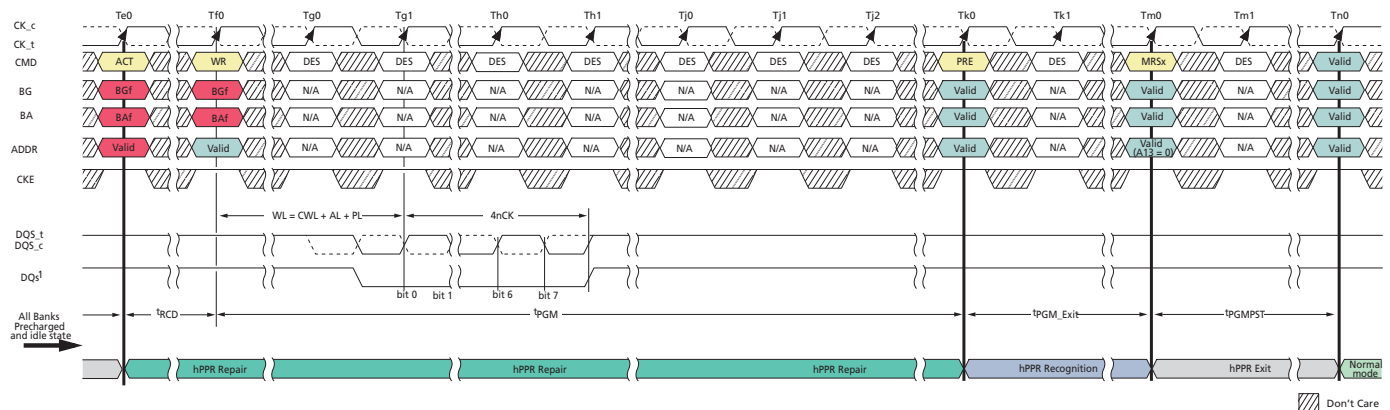 Te0 Tf0 Tg0 Tg1 Th0 Th1 Tj0 Tj1 Tj2 Tk0 Tk1 Tm0 Tm1 Tn0
CK_c
CK_t
CMD ACT WR DES DES DES DES DES DES DES PRE DES MRSx DES Valid
BG BGf BGf N/A N/A N/A N/A N/A N/A N/A Valid N/A Valid N/A Valid
BA BAf BAf N/A N/A N/A N/A N/A N/A N/A Valid N/A Valid N/A Valid
ADDR Valid Valid N/A N/A N/A N/A N/A N/A N/A Valid N/A Valid (A13 = 0) N/A Valid
CKE
WL = CWL + AL + PL 4nCK
DQS_t
DQS_c
DQs1
bit 0 bit 1 bit 6 bit 7
All Banks
Precharged
and idle state
tRCD tPGM tPGM_Exit tPGMPST
hPPR Repair hPPR Repair hPPR Repair hPPR Recognition hPPR Exit Normal
mode
Don't Care